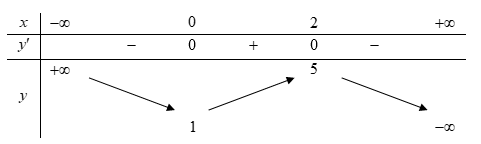 x −∞ 0 2 +∞
y' − 0 + 0 −
+∞ 5
y
1 −∞